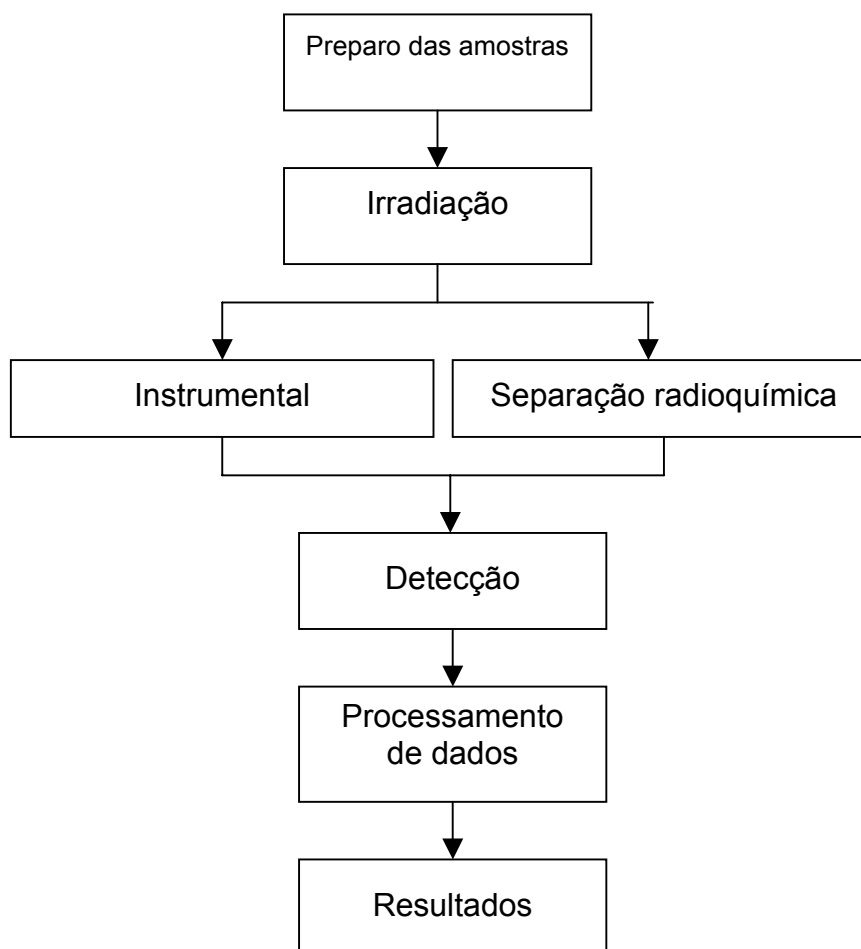 Preparo das amostras
Irradiação
Instrumental
Separação radioquímica
Detecção
Processamento
de dados
Resultados